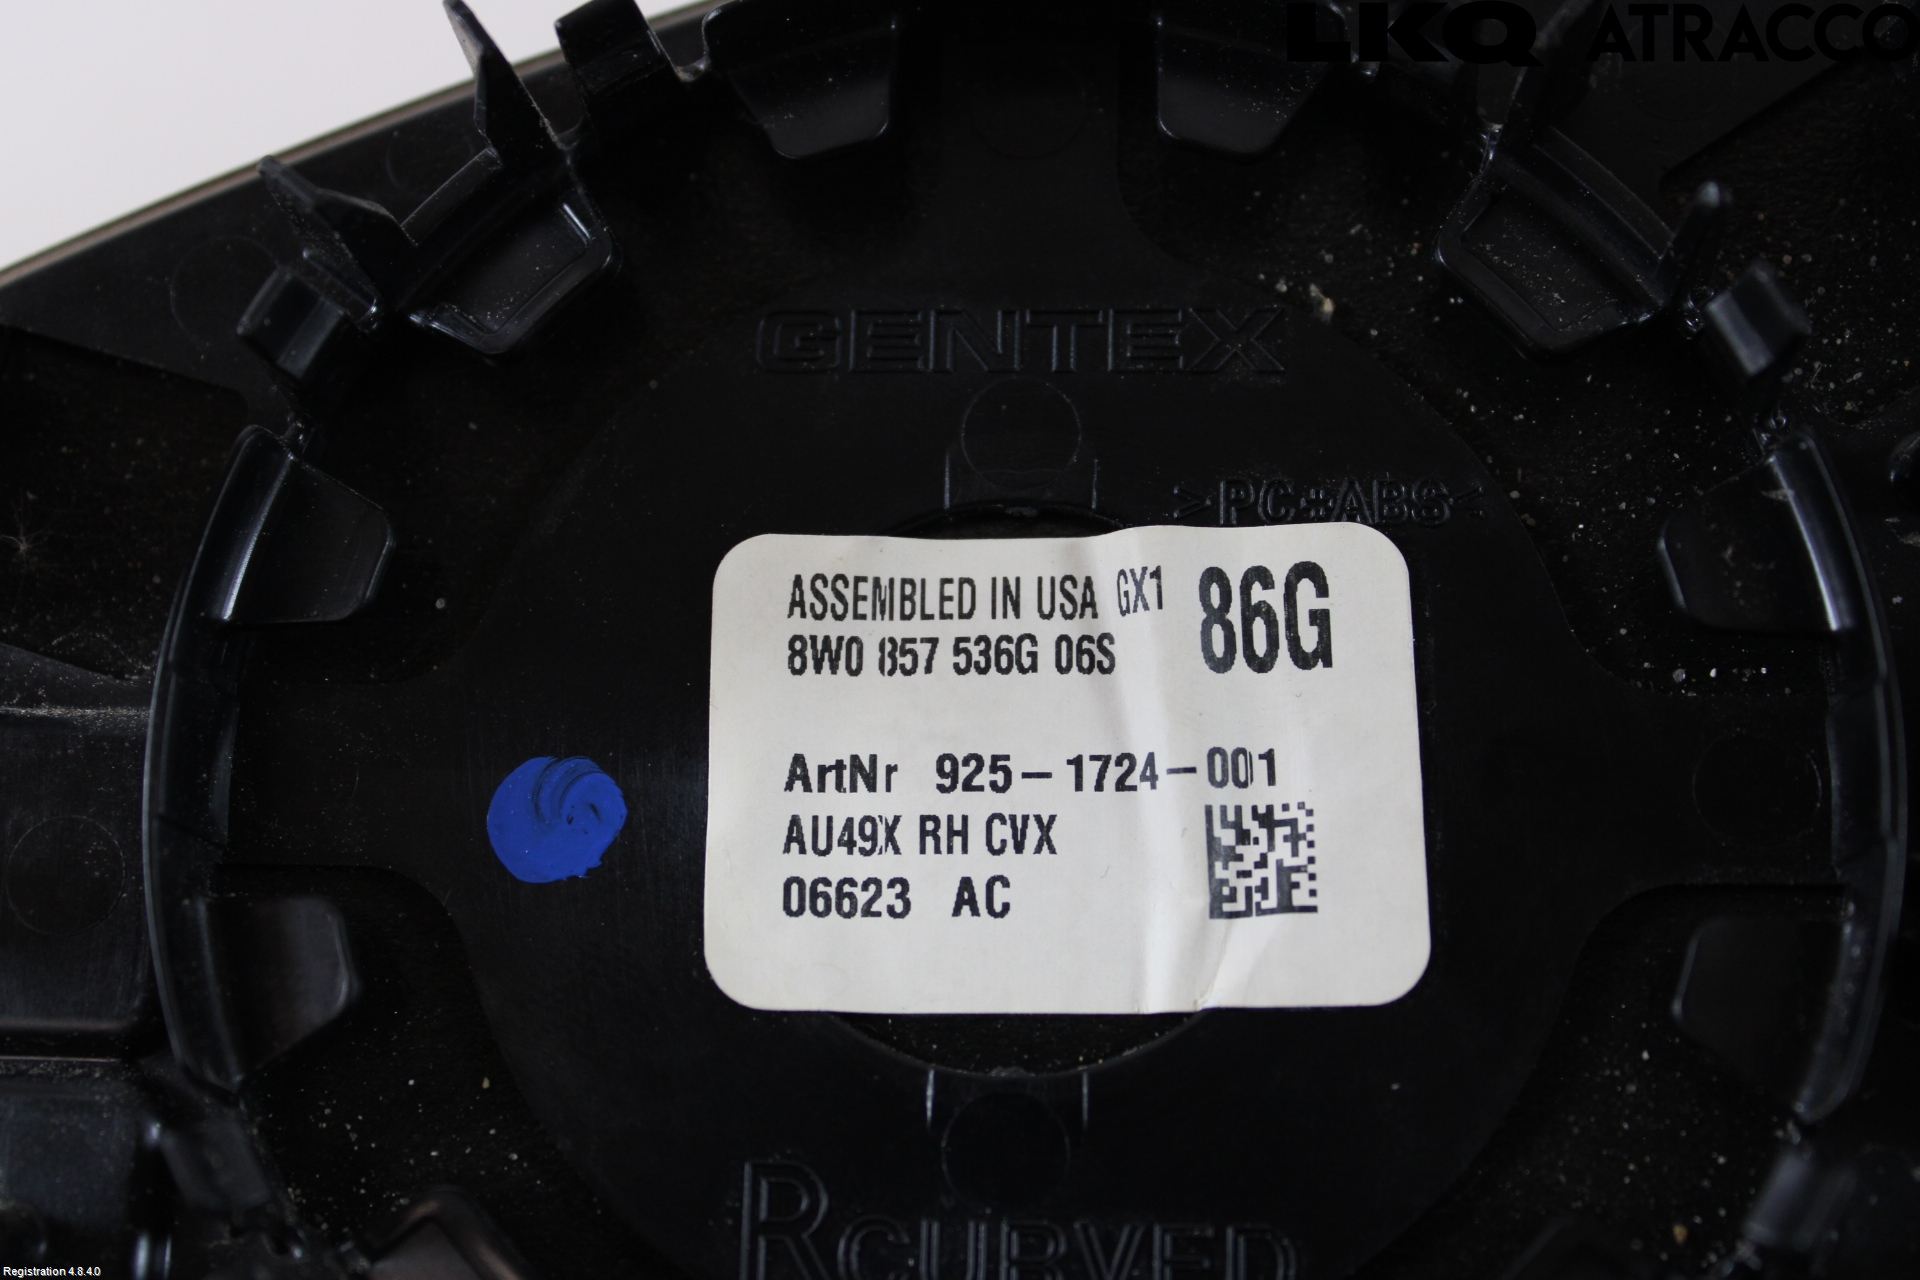 LKQ ATRACCO
GENTEX
>PC+ABS<
ASSEMBLED IN USA GX1 86G
8W0 857 536G 06S
ArtNr 925-1724-001
AU49X RH CVX
06623 AC
R CURVED
Registration 4.8.4.0